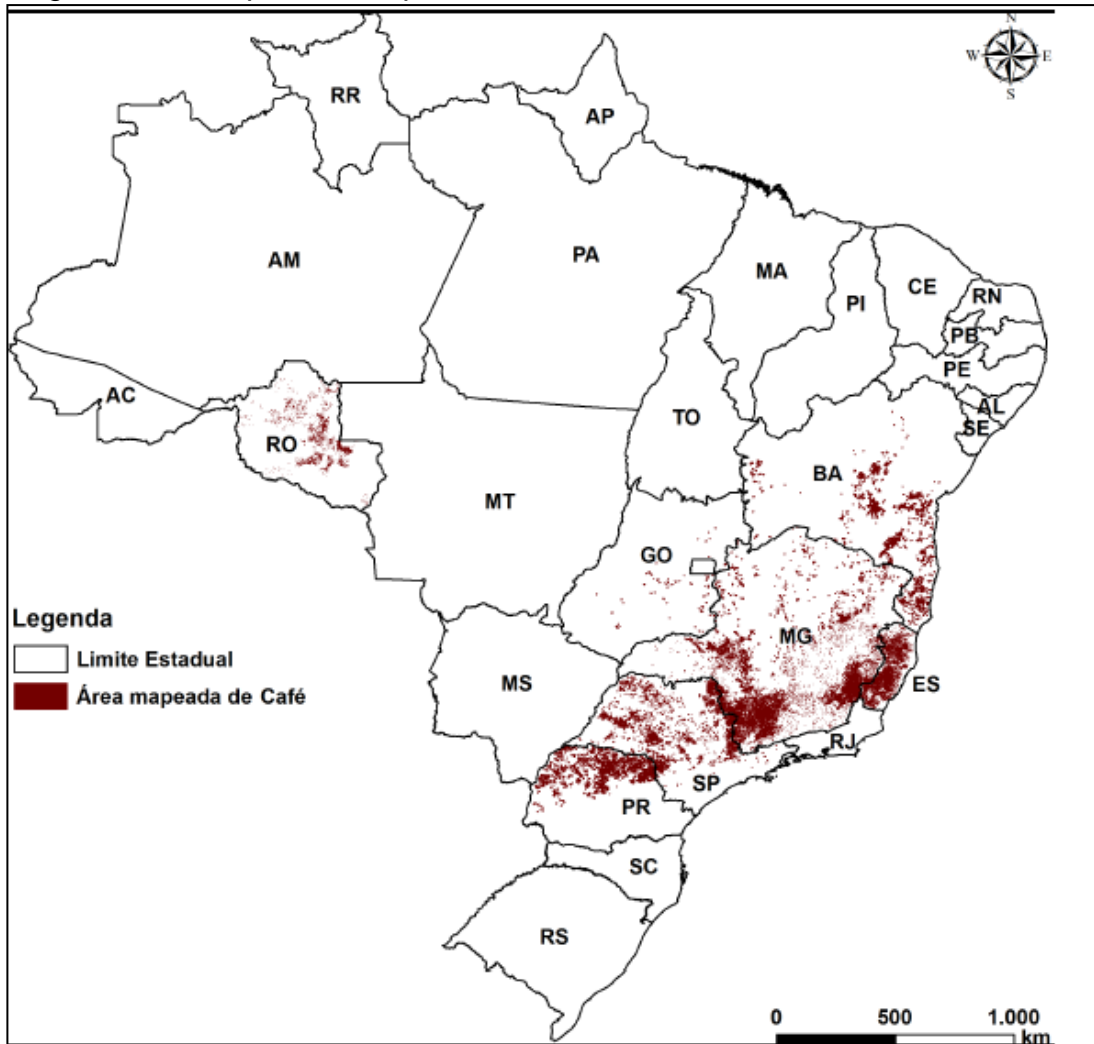 N
W E
S
RR
AP
AM
PA
MA
CE
RN
PI
PB
PE
AC
AL
SE
TO
RO
BA
MT
GO
Legenda
Limite Estadual
MG
MS
ES
Área mapeada de Café
RJ
SP
PR
SC
RS
0 500 1.000
km